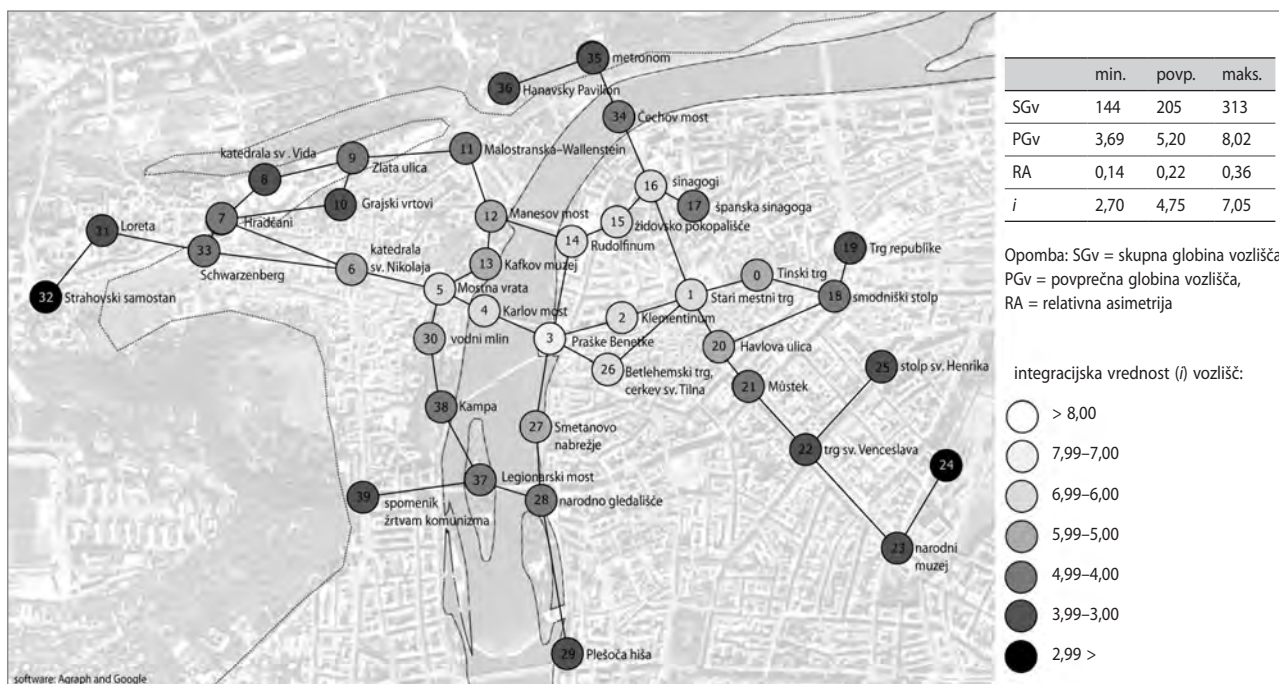 35
metronom
36
Hanavsky Pavilion
34
Čechov most
katedrala sv . Vida
9
Zlata ulica
11
Malostranska–Wallenstein
8
10
Grajski vrtovi
16
sinagogi
17
španska sinagoga
7
Hradčani
12
Manesov most
15
židovsko pokopališče
14
Rudolfinum
31
Loreta
33
Schwarzenberg
katedrala
sv. Nikolaja
6
13
Kafkov muzej
19
Trg republike
0
Tinski trg
32
Strahovski samostan
5
Mostna vrata
4
Karlov most
1
Stari mestni trg
18
smodniški stolp
2
Klementinum
30
vodni mlin
3
Praške Benetke
20
Havlova ulica
26
Betlehemski trg,
cerkev sv. Tilna
21
Můstek
25
stolp sv. Henrika
38
Kampa
27
Smetanovo
nabrežje
22
trg sv. Venceslava
24
37
Legionarski most
39
spomenik
žrtvam komunizma
28
narodno gledališče
23
narodni
muzej
29
Plešoča hiša
software: Agraph and Google
min. povp. maks.
SGv 144 205 313
PGv 3,69 5,20 8,02
RA 0,14 0,22 0,36
i 2,70 4,75 7,05
Opomba: SGv = skupna globina vozlišča
PGv = povprečna globina vozlišča,
RA = relativna asimetrija
integracijska vrednost (i) vozlišč:
> 8,00
7,99–7,00
6,99–6,00
5,99–5,00
4,99–4,00
3,99–3,00
2,99 >